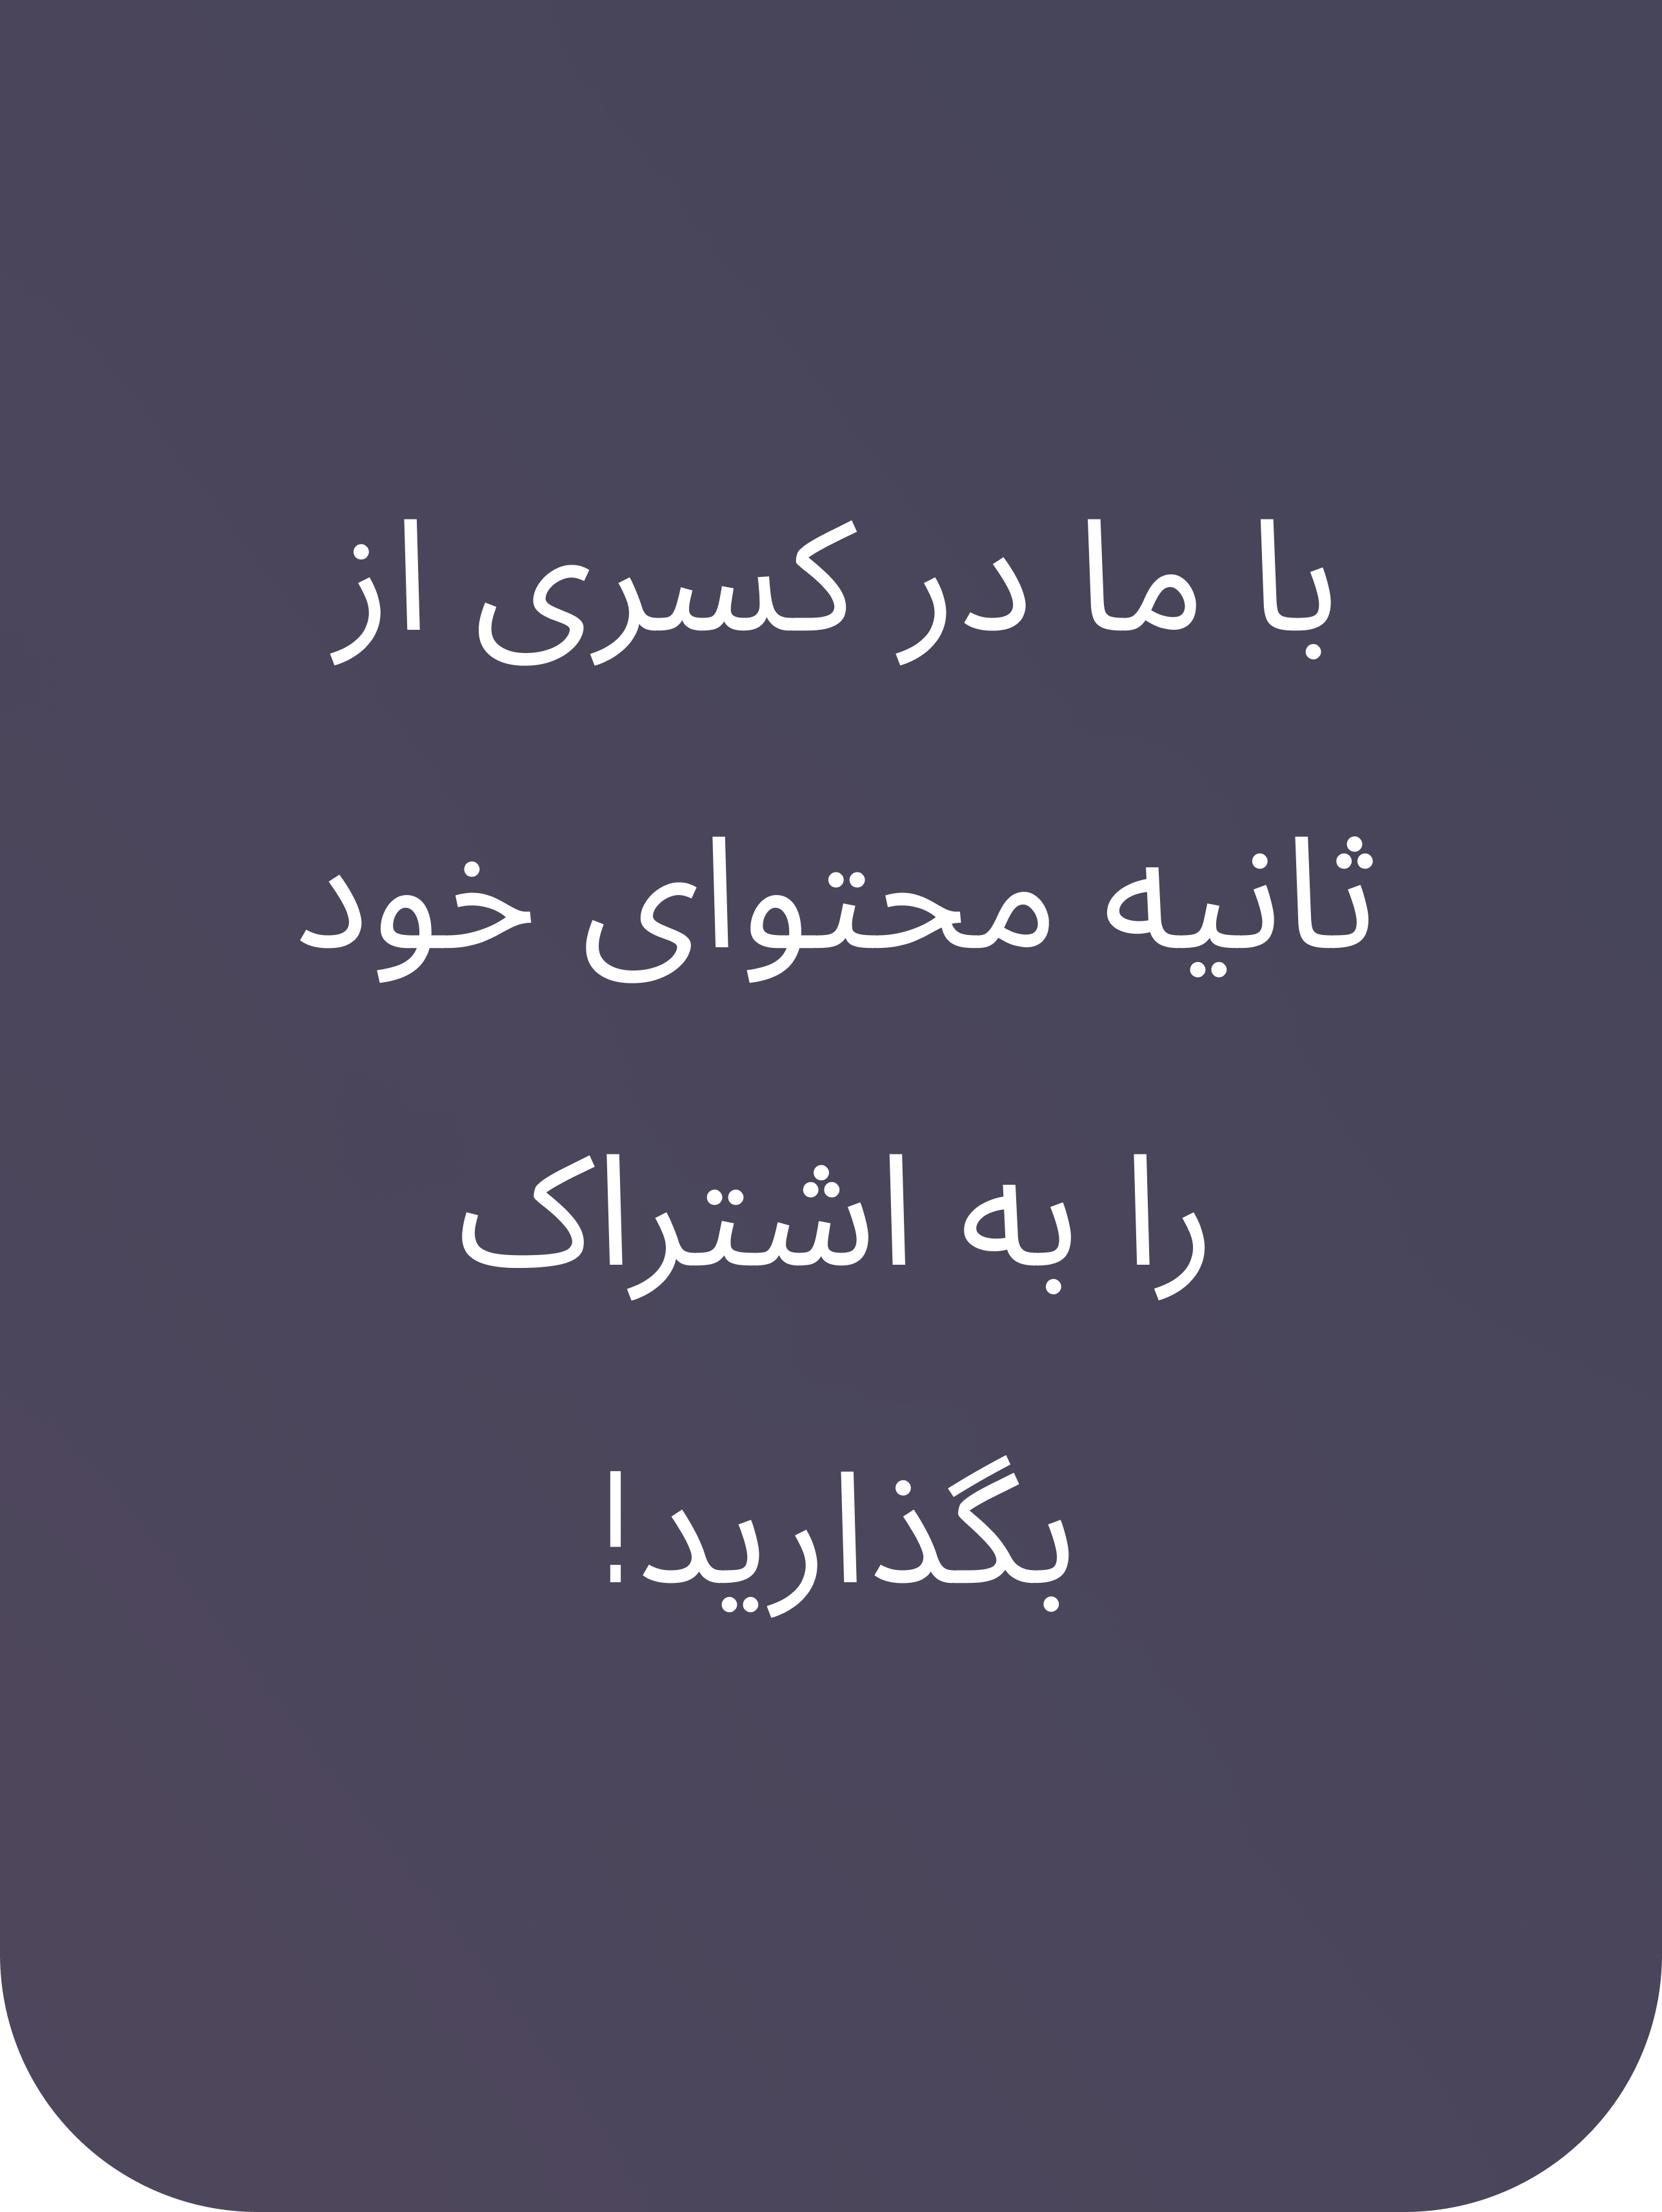 با ما در کسری از
ثانیه محتوای خود
را به اشتراک
بگذارید!